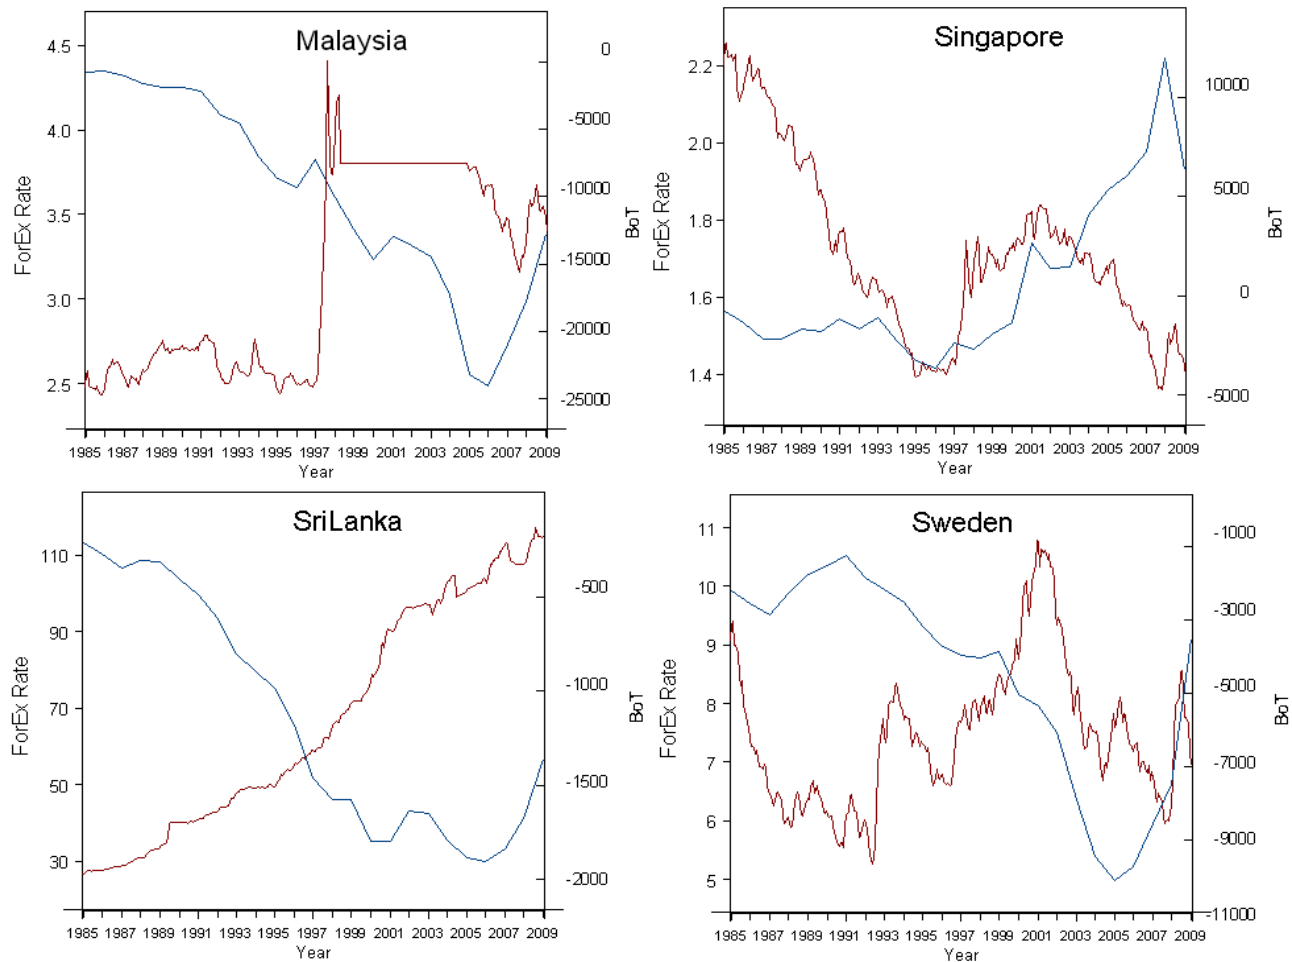 Malaysia
4.5
4.0
3.5
3.0
2.5
ForEx Rate
0
-5000
-10000
-15000
-20000
-25000
BoT
1985 1987 1989 1991 1993 1995 1997 1999 2001 2003 2005 2007 2009
Year
Singapore
2.2
2.0
1.8
1.6
1.4
ForEx Rate
10000
5000
0
-5000
BoT
1985 1987 1989 1991 1993 1995 1997 1999 2001 2003 2005 2007 2009
Year
SriLanka
110
90
70
50
30
ForEx Rate
-500
-1000
-1500
-2000
BoT
1985 1987 1989 1991 1993 1995 1997 1999 2001 2003 2005 2007 2009
Year
Sweden
11
10
9
8
7
6
5
ForEx Rate
-1000
-3000
-5000
-7000
-9000
-11000
BoT
1985 1987 1989 1991 1993 1995 1997 1999 2001 2003 2005 2007 2009
Year